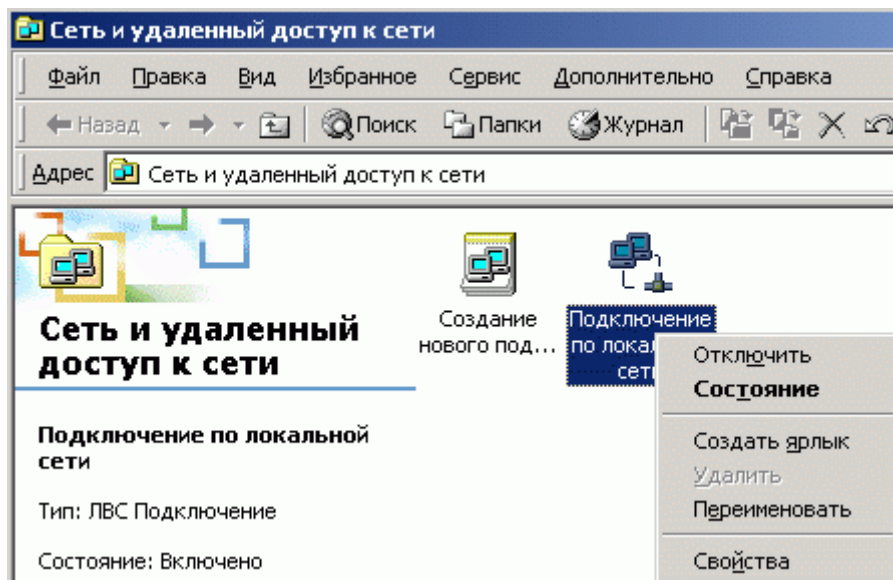 Сеть и удаленный доступ к сети
Файл Правка Вид Избранное Сервис Дополнительно Справка
Назад Поиск Папки Журнал
Адрес Сеть и удаленный доступ к сети
Сеть и удаленный
доступ к сети
Подключение по локальной
сети
Тип: ЛВС Подключение
Состояние: Включено
Создание
нового под...
Подключение
по
Отключить
Состояние
Создать ярлык
Удалить
Переименовать
Свойства